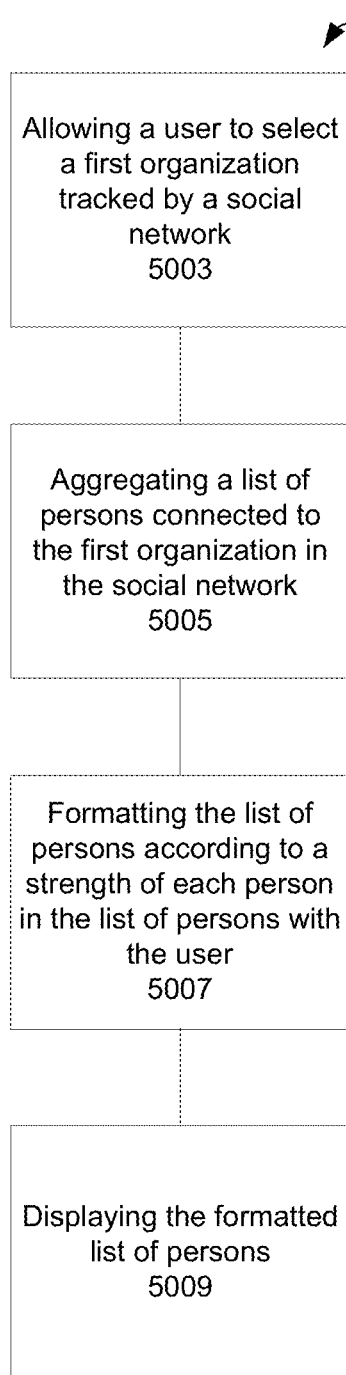 Allowing a user to select
a first organization
tracked by a social
network
5003
Aggregating a list of
persons connected to
the first organization in
the social network
5005
Formatting the list of
persons according to a
strength of each person
in the list of persons with
the user
5007
Displaying the formatted
list of persons
5009